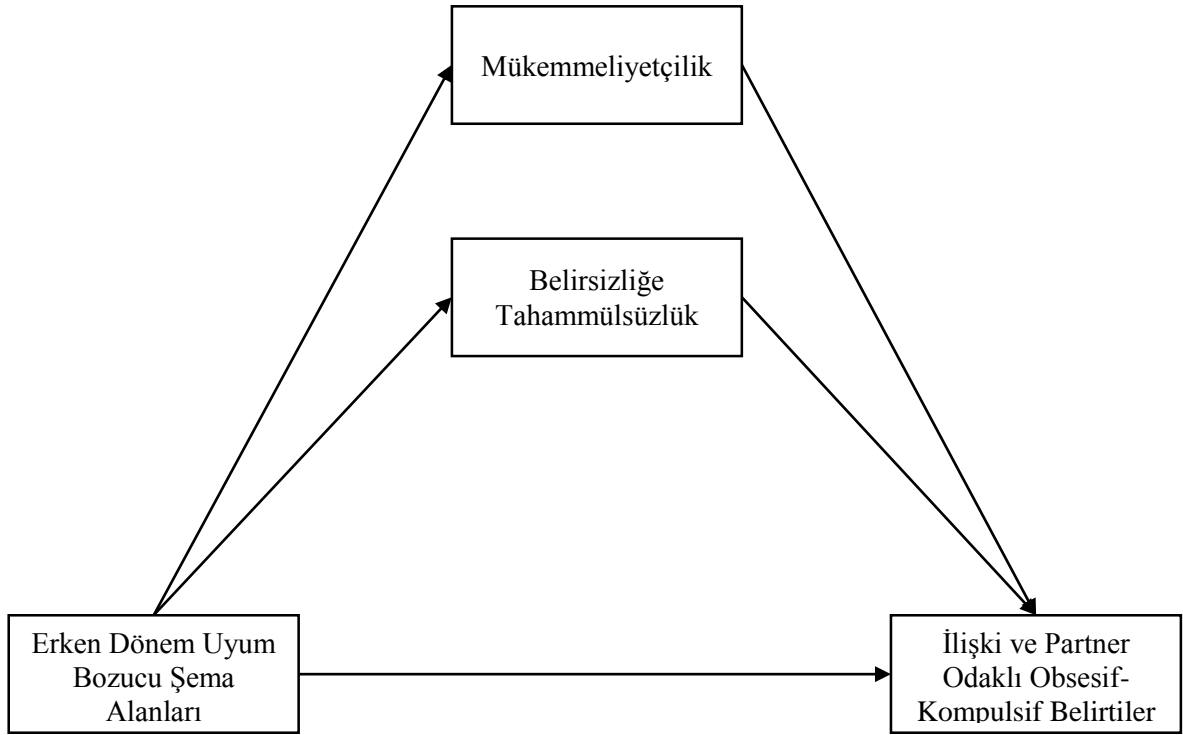 Mükemmeliyetçilik
Belirsizliğe
Tahammülsüzlük
Erken Dönem Uyum
Bozucu Şema
Alanları
İlişki ve Partner
Odaklı Obsesif-
Kompulsif Belirtiler